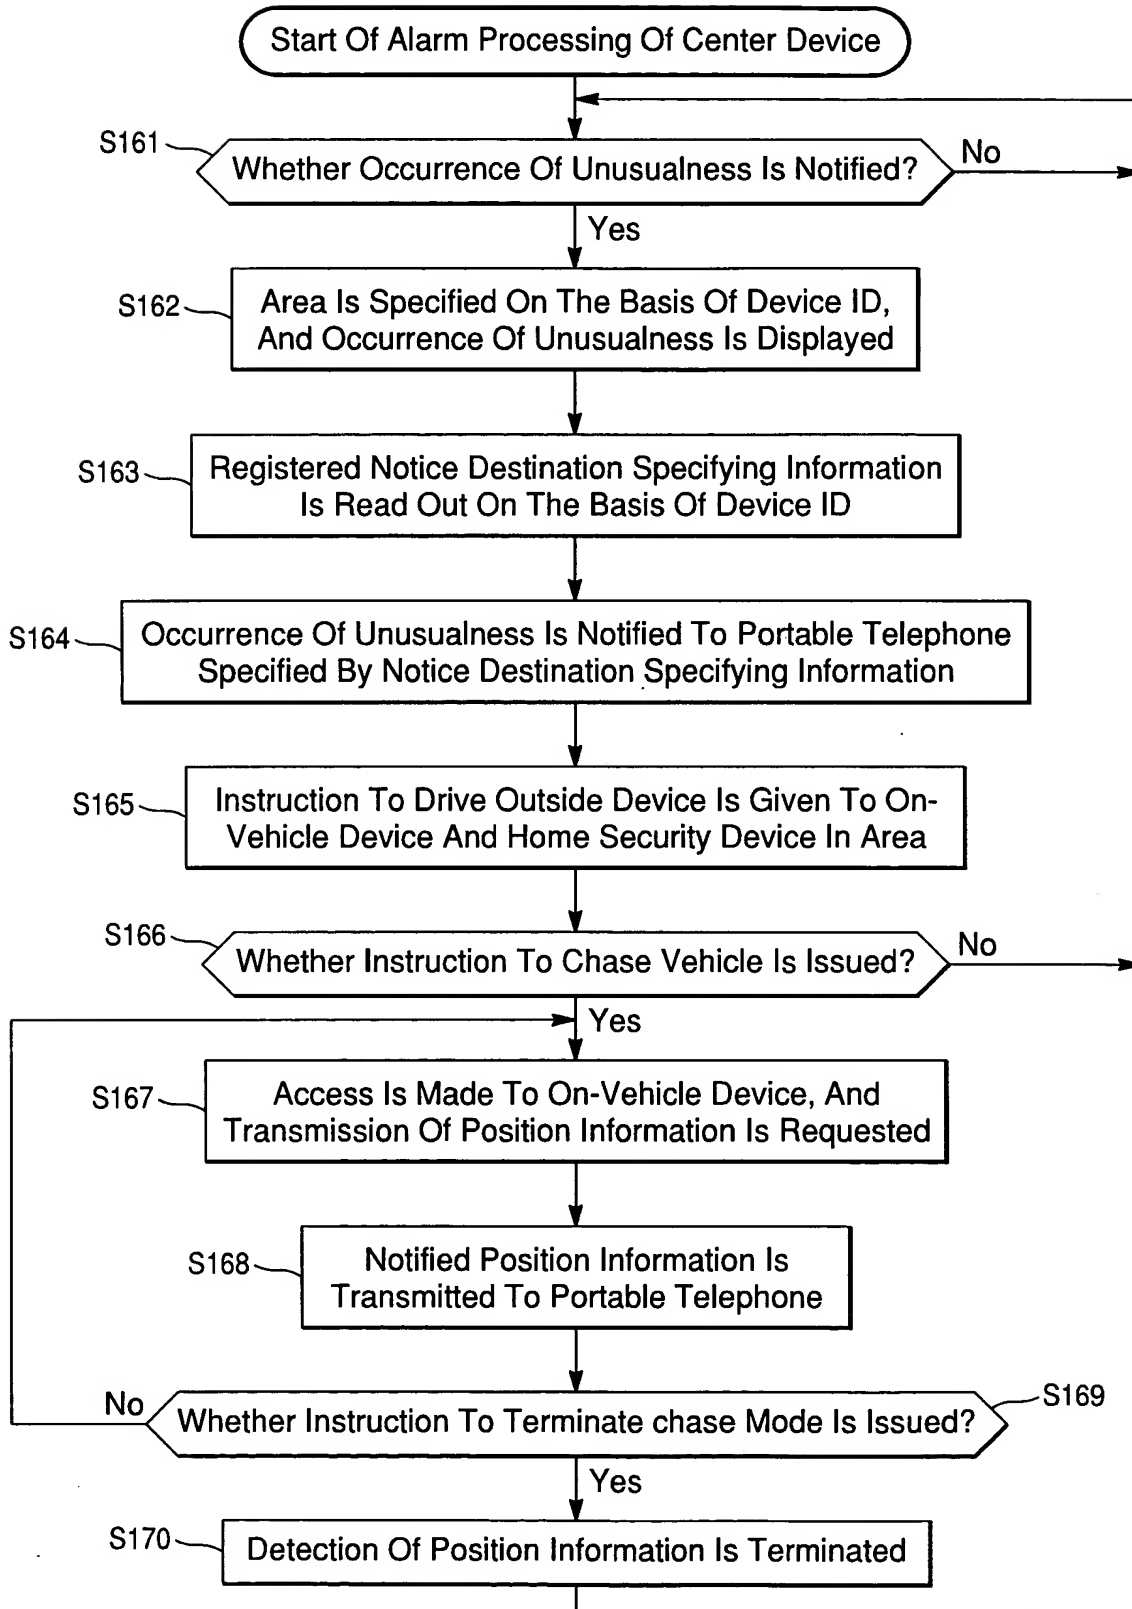 Start Of Alarm Processing Of Center Device
S161
Whether Occurrence Of Unusualness Is Notified?
No
Yes
S162
Area Is Specified On The Basis Of Device ID,
And Occurrence Of Unusualness Is Displayed
S163
Registered Notice Destination Specifying Information
Is Read Out On The Basis Of Device ID
S164
Occurrence Of Unusualness Is Notified To Portable Telephone
Specified By Notice Destination Specifying Information
S165
Instruction To Drive Outside Device Is Given To On-
Vehicle Device And Home Security Device In Area
S166
Whether Instruction To Chase Vehicle Is Issued?
No
Yes
S167
Access Is Made To On-Vehicle Device, And
Transmission Of Position Information Is Requested
S168
Notified Position Information Is
Transmitted To Portable Telephone
No
Whether Instruction To Terminate chase Mode Is Issued?
S169
Yes
S170
Detection Of Position Information Is Terminated